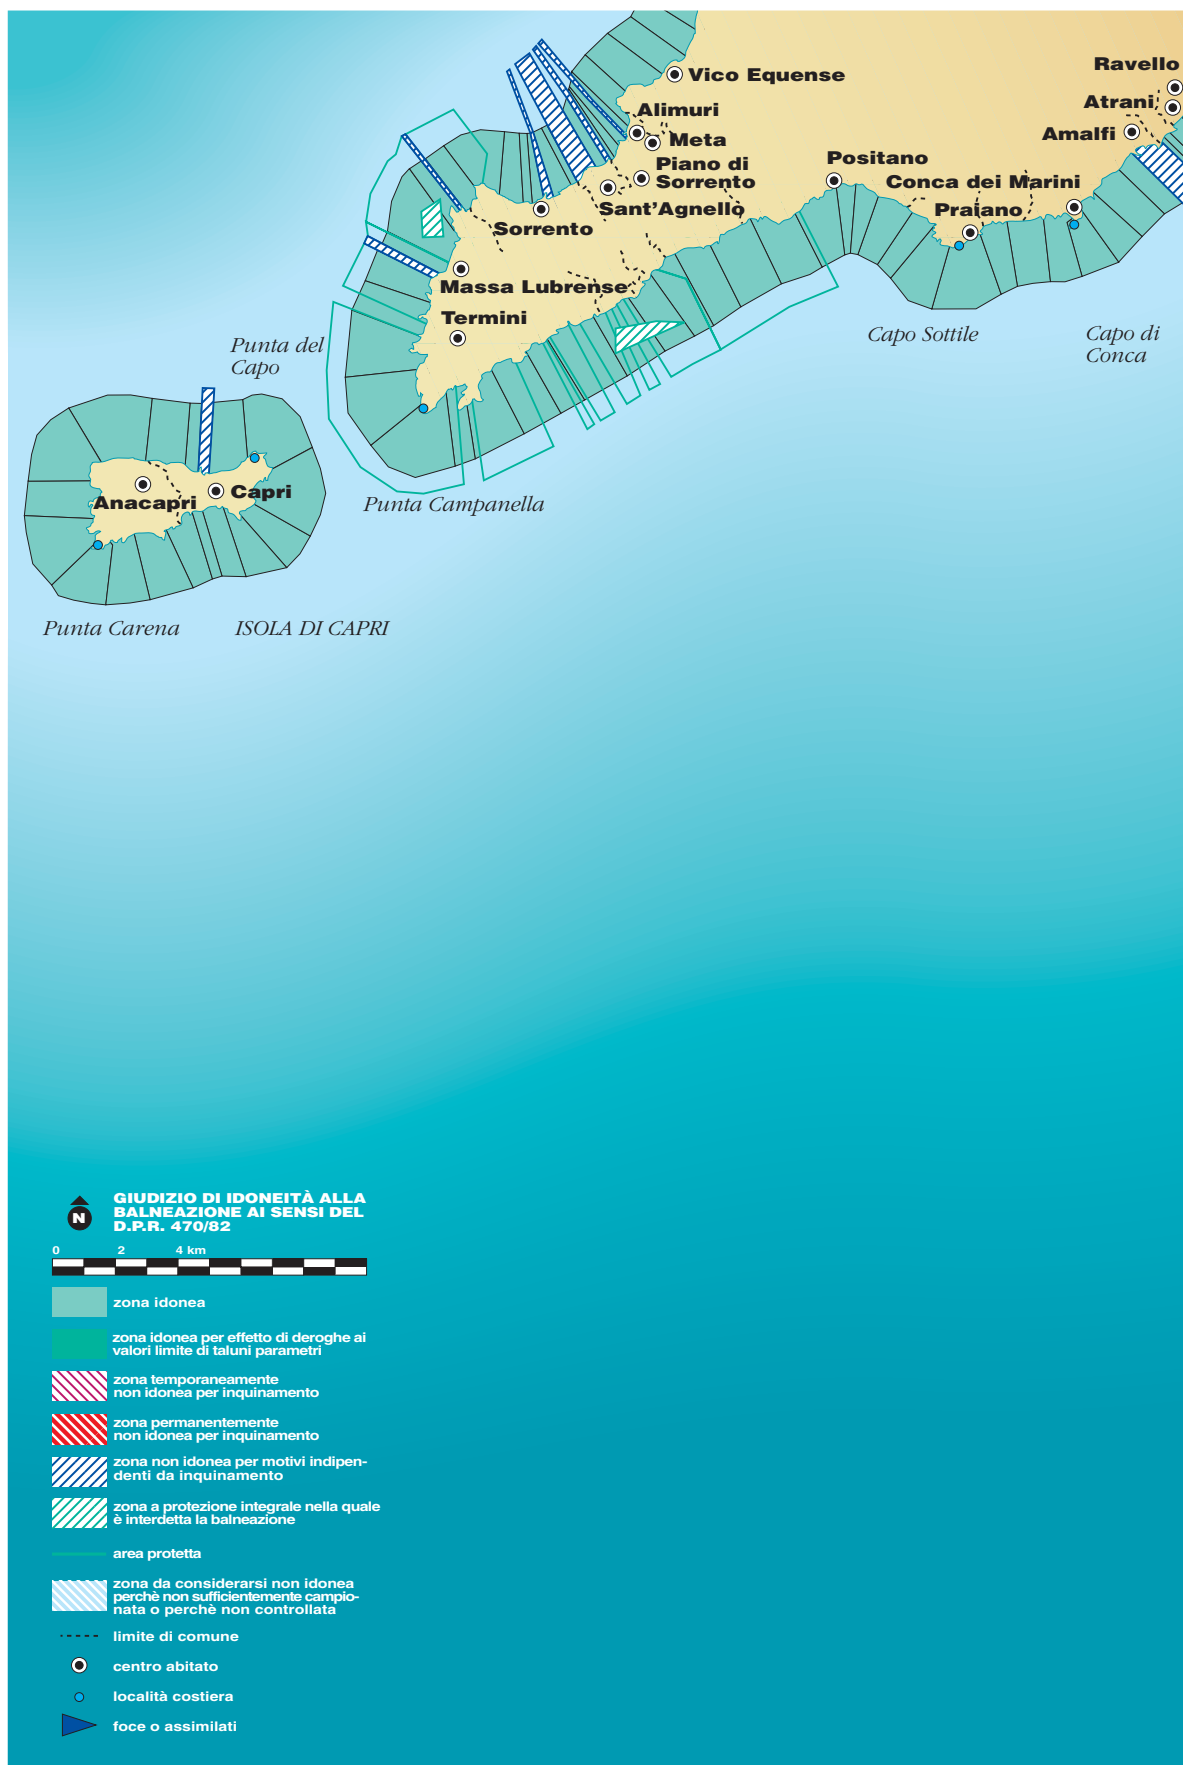 Ravello
Vico Equense
Atrani
Alimuri
Amalfi
Meta
Positano
Piano di
Sorrento
Conca dei Marini
Sant'Agnello
Praiano
Sorrento
Massa Lubrense
Termini
Capo Sottile
Capo di
Conca
Punta del
Capo
Capri
Anacapri
Punta Campanella
Punta Carena
ISOLA DI CAPRI
N
GIUDIZIO DI IDONEITÀ ALLA
BALNEAZIONE AI SENSI DEL
D.P.R. 470/82
0 2 4 km
zona idonea
zona idonea per effetto di deroghe ai
valori limite di taluni parametri
zona temporaneamente
non idonea per inquinamento
zona permanentemente
non idonea per inquinamento
zona non idonea per motivi indipen-
denti da inquinamento
zona a protezione integrale nella quale
è interdetta la balneazione
area protetta
zona da considerarsi non idonea
perchè non sufficientemente campio-
nata o perchè non controllata
limite di comune
centro abitato
località costiera
foce o assimilati